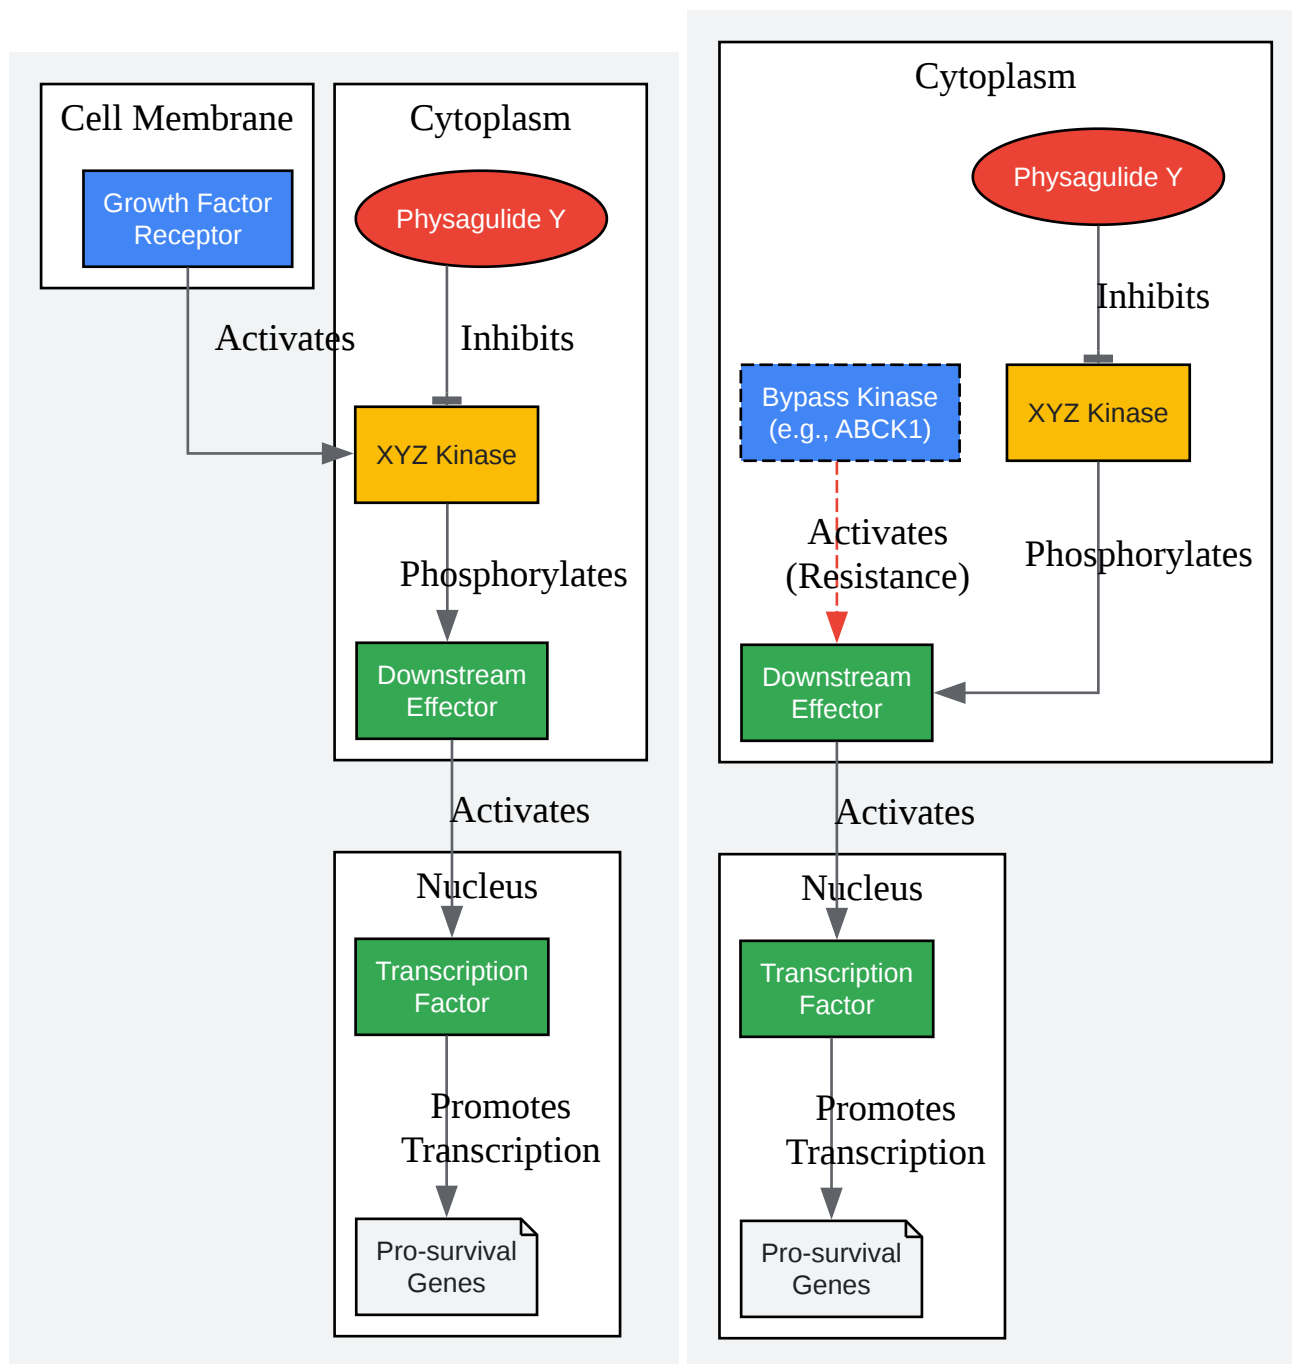 Cell Membrane
Growth Factor
Receptor
Activates
Cytoplasm
Physagulide Y
Inhibits
XYZ Kinase
Phosphorylates
Downstream
Effector
Activates
Nucleus
Transcription
Factor
Promotes
Transcription
Pro-survival
Genes
Cytoplasm
Physagulide Y
Inhibits
Bypass Kinase
(e.g., ABCK1)
XYZ Kinase
Activates
(Resistance)
Phosphorylates
Downstream
Effector
Activates
Nucleus
Transcription
Factor
Promotes
Transcription
Pro-survival
Genes